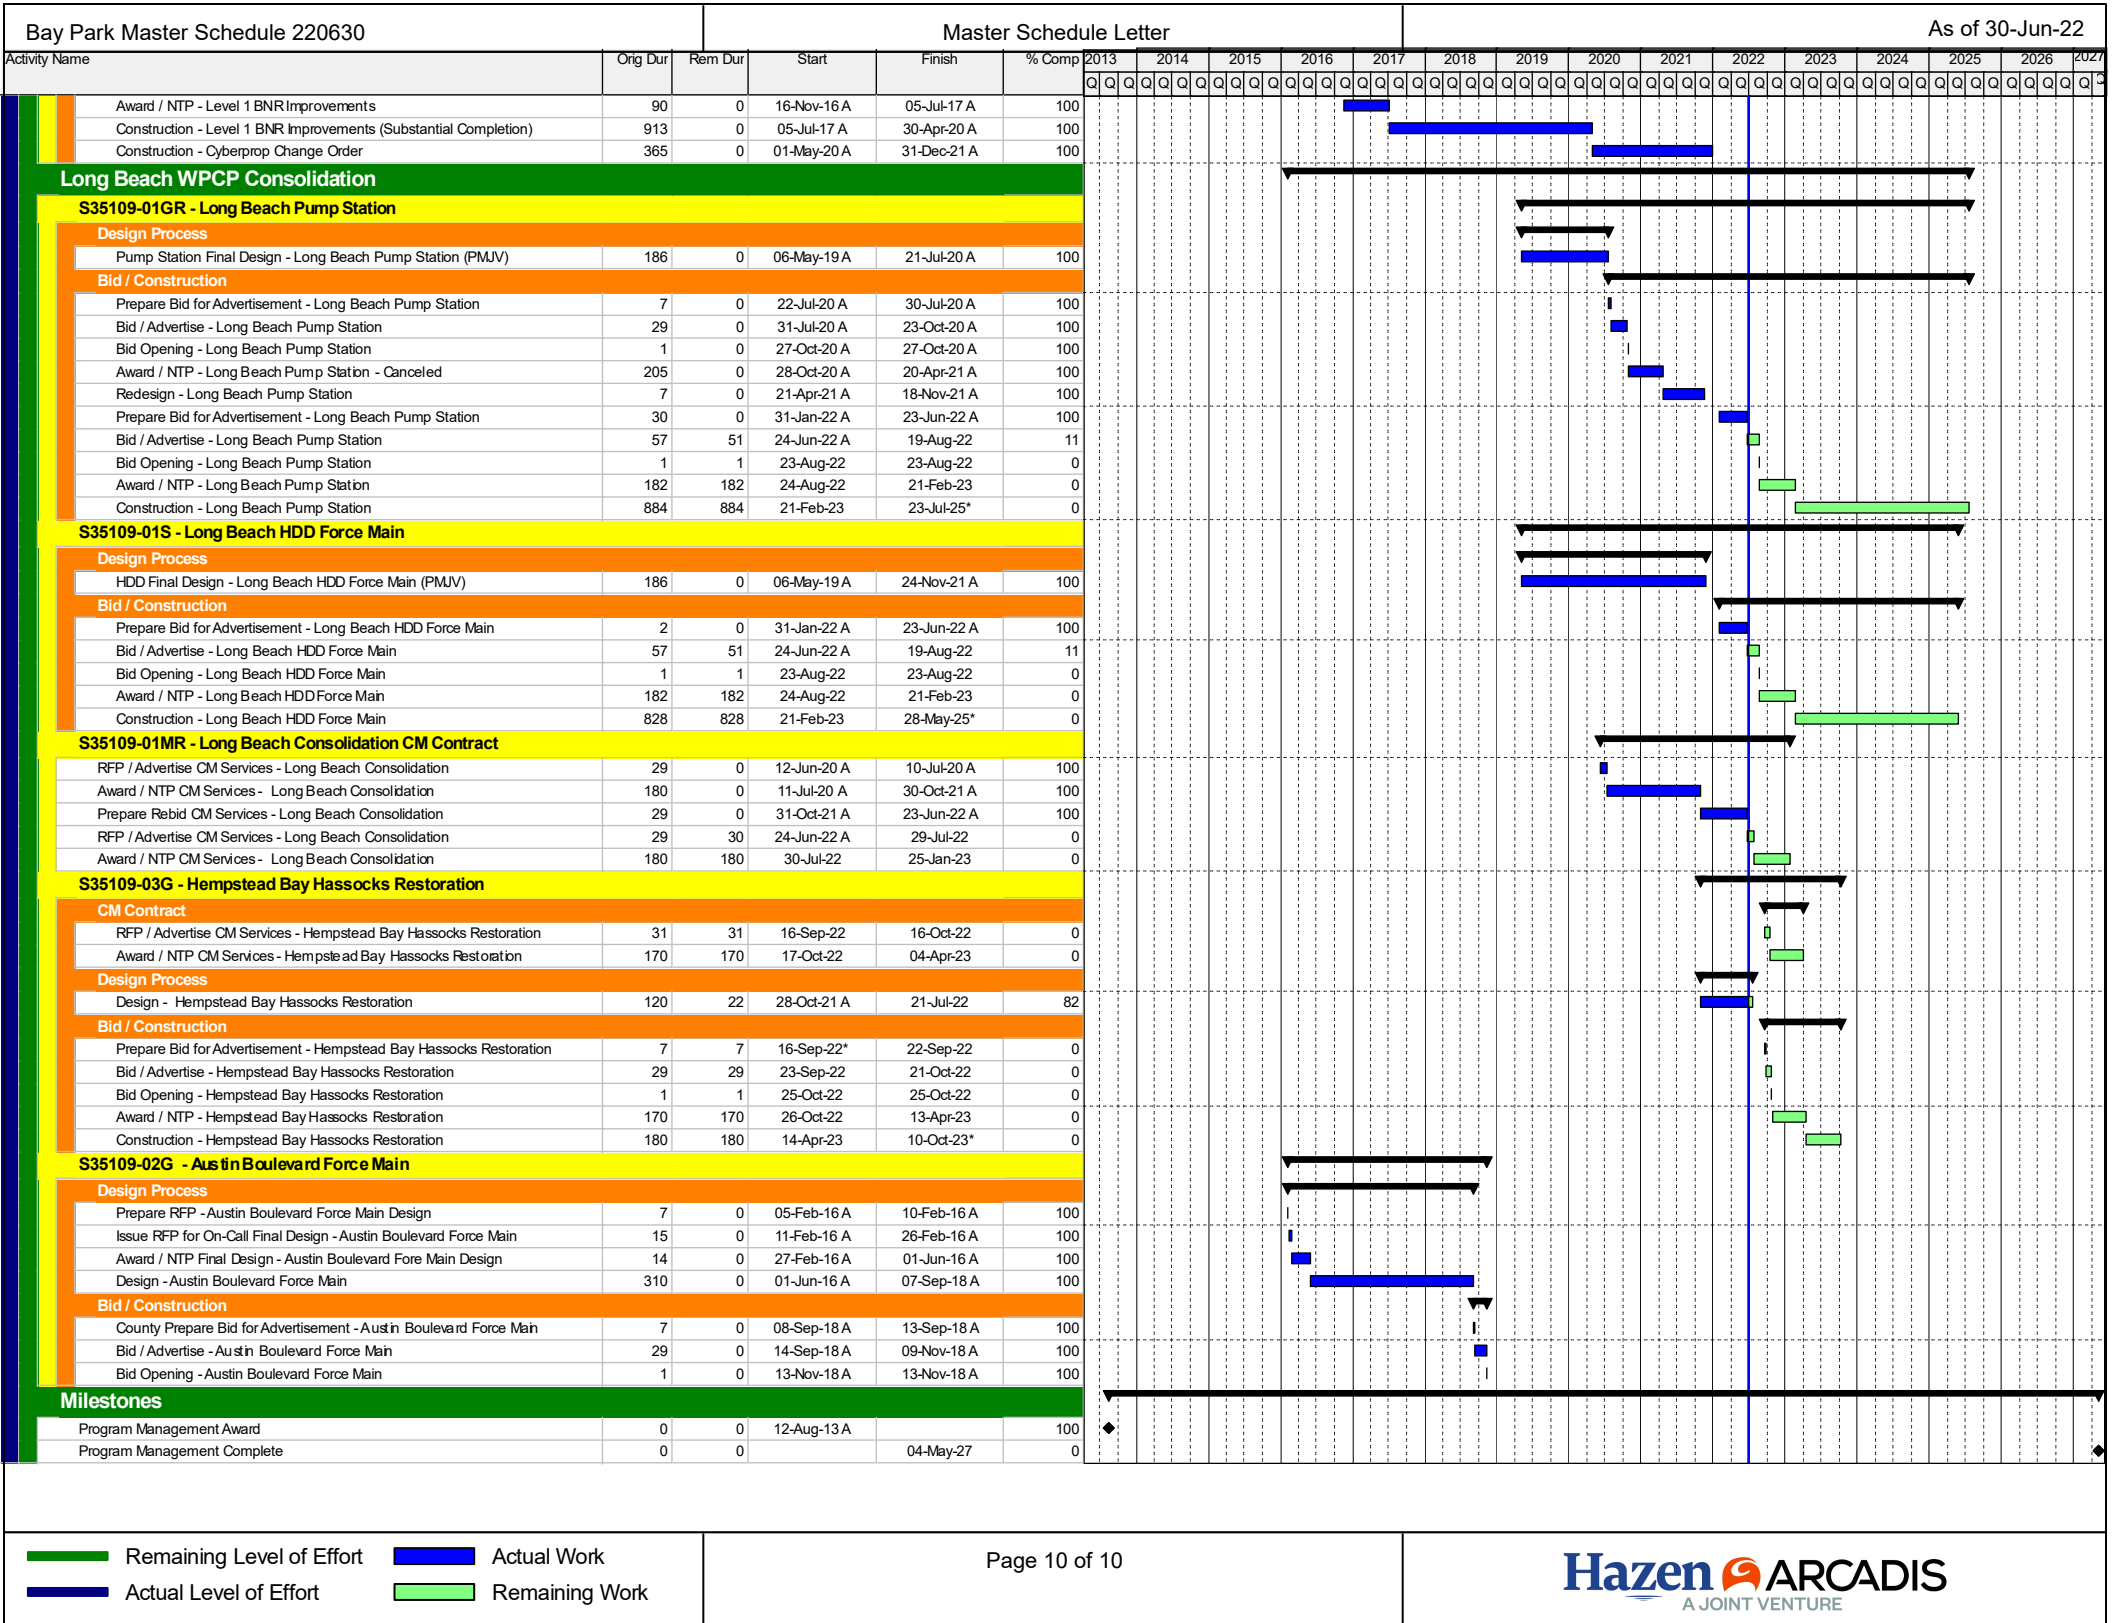 Bay Park Master Schedule 220630 Master Schedule Letter As of 30-Jun-22
Activity Name Orig Dur Rem Dur Start Finish % Comp 2013 2014 2015 2016 2017 2018 2019 2020 2021 2022 2023 2024 2025 2026 2027
Q Q Q Q Q Q Q Q Q Q Q Q Q Q Q Q Q Q Q Q Q Q Q Q Q Q Q Q Q Q Q Q Q Q Q Q Q Q Q Q Q Q Q Q Q Q Q Q Q Q Q Q Q Q Q Q Q
Award / NTP - Level 1 BNR Improvements 90 0 16-Nov-16 A 05-Jul-17 A 100
Construction - Level 1 BNR Improvements (Substantial Completion) 913 0 05-Jul-17 A 30-Apr-20 A 100
Construction - Cyberprop Change Order 365 0 01-May-20 A 31-Dec-21 A 100
Long Beach WPCP Consolidation
S35109-01GR - Long Beach Pump Station
Design Process
Pump Station Final Design - Long Beach Pump Station (PMJV) 186 0 06-May-19 A 21-Jul-20 A 100
Bid / Construction
Prepare Bid for Advertisement - Long Beach Pump Station 7 0 22-Jul-20 A 30-Jul-20 A 100
Bid / Advertise - Long Beach Pump Station 29 0 31-Jul-20 A 23-Oct-20 A 100
Bid Opening - Long Beach Pump Station 1 0 27-Oct-20 A 27-Oct-20 A 100
Award / NTP - Long Beach Pump Station - Canceled 205 0 28-Oct-20 A 20-Apr-21 A 100
Redesign - Long Beach Pump Station 7 0 21-Apr-21 A 18-Nov-21 A 100
Prepare Bid for Advertisement - Long Beach Pump Station 30 0 31-Jan-22 A 23-Jun-22 A 100
Bid / Advertise - Long Beach Pump Station 57 51 24-Jun-22 A 19-Aug-22 11
Bid Opening - Long Beach Pump Station 1 1 23-Aug-22 23-Aug-22 0
Award / NTP - Long Beach Pump Station 182 182 24-Aug-22 21-Feb-23 0
Construction - Long Beach Pump Station 884 884 21-Feb-23 23-Jul-25* 0
S35109-01S - Long Beach HDD Force Main
Design Process
HDD Final Design - Long Beach HDD Force Main (PMJV) 186 0 06-May-19 A 24-Nov-21 A 100
Bid / Construction
Prepare Bid for Advertisement - Long Beach HDD Force Main 2 0 31-Jan-22 A 23-Jun-22 A 100
Bid / Advertise - Long Beach HDD Force Main 57 51 24-Jun-22 A 19-Aug-22 11
Bid Opening - Long Beach HDD Force Main 1 1 23-Aug-22 23-Aug-22 0
Award / NTP - Long Beach HDD Force Main 182 182 24-Aug-22 21-Feb-23 0
Construction - Long Beach HDD Force Main 828 828 21-Feb-23 28-May-25* 0
S35109-01MR - Long Beach Consolidation CM Contract
RFP / Advertise CM Services - Long Beach Consolidation 29 0 12-Jun-20 A 10-Jul-20 A 100
Award / NTP CM Services - Long Beach Consolidation 180 0 11-Jul-20 A 30-Oct-21 A 100
Prepare Rebid CM Services - Long Beach Consolidation 29 0 31-Oct-21 A 23-Jun-22 A 100
RFP / Advertise CM Services - Long Beach Consolidation 29 30 24-Jun-22 A 29-Jul-22 0
Award / NTP CM Services - Long Beach Consolidation 180 180 30-Jul-22 25-Jan-23 0
S35109-03G - Hempstead Bay Hassocks Restoration
CM Contract
RFP / Advertise CM Services - Hempstead Bay Hassocks Restoration 31 31 16-Sep-22 16-Oct-22 0
Award / NTP CM Services - Hempstead Bay Hassocks Restoration 170 170 17-Oct-22 04-Apr-23 0
Design Process
Design - Hempstead Bay Hassocks Restoration 120 22 28-Oct-21 A 21-Jul-22 82
Bid / Construction
Prepare Bid for Advertisement - Hempstead Bay Hassocks Restoration 7 7 16-Sep-22* 22-Sep-22 0
Bid / Advertise - Hempstead Bay Hassocks Restoration 29 29 23-Sep-22 21-Oct-22 0
Bid Opening - Hempstead Bay Hassocks Restoration 1 1 25-Oct-22 25-Oct-22 0
Award / NTP - Hempstead Bay Hassocks Restoration 170 170 26-Oct-22 13-Apr-23 0
Construction - Hempstead Bay Hassocks Restoration 180 180 14-Apr-23 10-Oct-23* 0
S35109-02G - Austin Boulevard Force Main
Design Process
Prepare RFP - Austin Boulevard Force Main Design 7 0 05-Feb-16 A 10-Feb-16 A 100
Issue RFP for On-Call Final Design - Austin Boulevard Force Main 15 0 11-Feb-16 A 26-Feb-16 A 100
Award / NTP Final Design - Austin Boulevard Fore Main Design 14 0 27-Feb-16 A 01-Jun-16 A 100
Design - Austin Boulevard Force Main 310 0 01-Jun-16 A 07-Sep-18 A 100
Bid / Construction
County Prepare Bid for Advertisement - Austin Boulevard Force Main 7 0 08-Sep-18 A 13-Sep-18 A 100
Bid / Advertise - Austin Boulevard Force Main 29 0 14-Sep-18 A 09-Nov-18 A 100
Bid Opening - Austin Boulevard Force Main 1 0 13-Nov-18 A 13-Nov-18 A 100
Milestones
Program Management Award 0 0 12-Aug-13 A 100
Program Management Complete 0 0 04-May-27 0
Remaining Level of Effort Actual Work Page 10 of 10
Actual Level of Effort Remaining Work
Hazen ARCADIS
A JOINT VENTURE